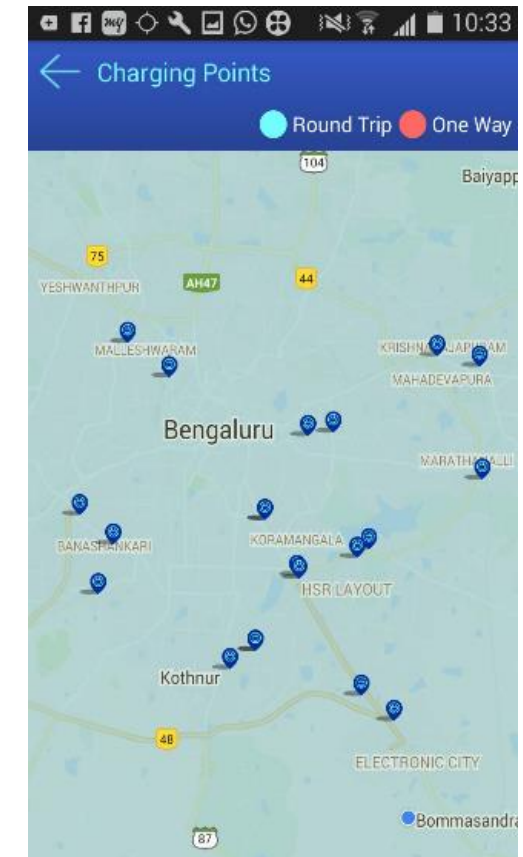 my 10:33
Charging Points
Round Trip One Way
104
Baiyapp
75
YESHWANTHPUR AH47 44
MALLESHWARAM
MAHADEVAPURA
Bengaluru
KORAMANGALA
HSR LAYOUT
Kothnur
48
ELECTRONIC CITY
Bommasandra
87